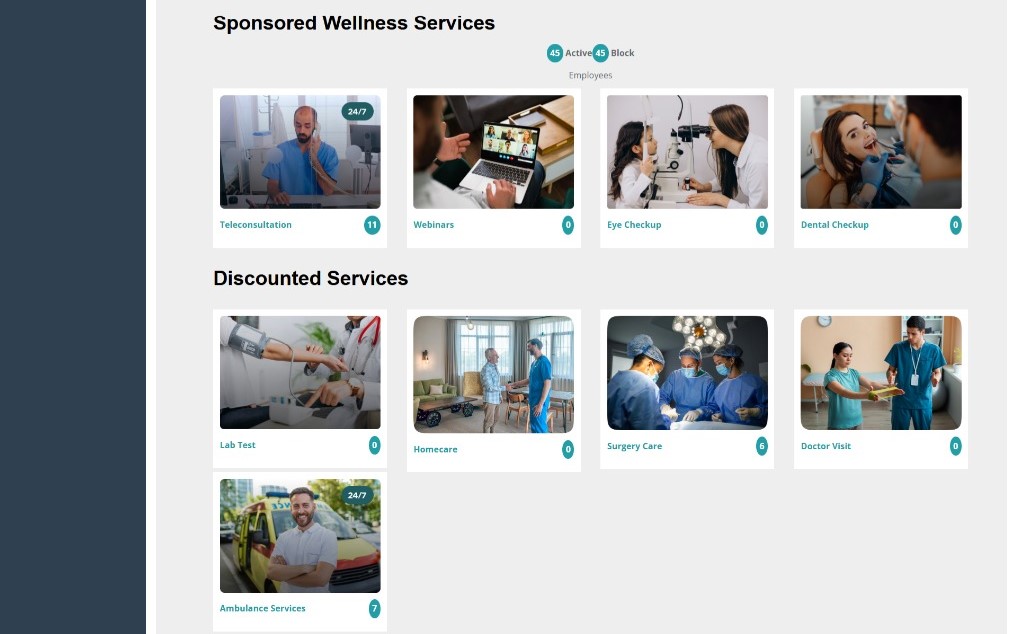 Sponsored Wellness Services
45 Active 45 Block
Employees
24/7
Teleconsultation 11
Webinars 0
Eye Checkup 0
Dental Checkup 0
Discounted Services
Lab Test 0
Homecare 0
Surgery Care 6
Doctor Visit 0
24/7
Ambulance Services 7